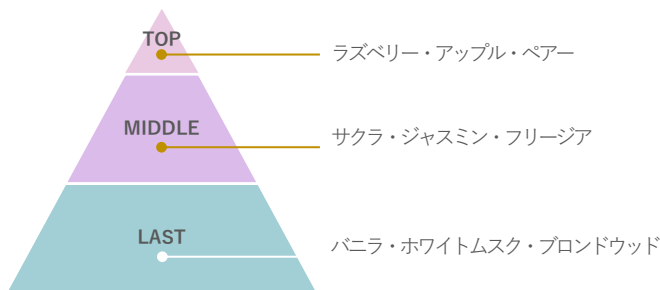 TOP
ラズベリー・アップル・ペアー
MIDDLE
サクラ・ジャスミン・フリージア
LAST
バニラ・ホワイトムスク・ブロンドウッド